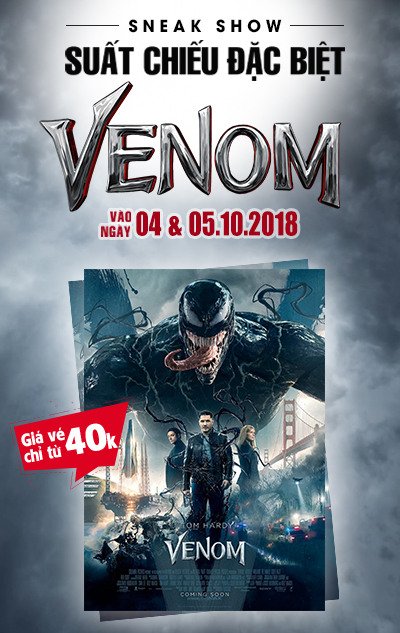 SNEAK SHOW
SUẤT CHIẾU ĐẶC BIỆT
VENOM
VÀO NGÀY 04 & 05.10.2018
Giá vé
chỉ từ 40k
TOM HARDY
VENOM
COMING SOON